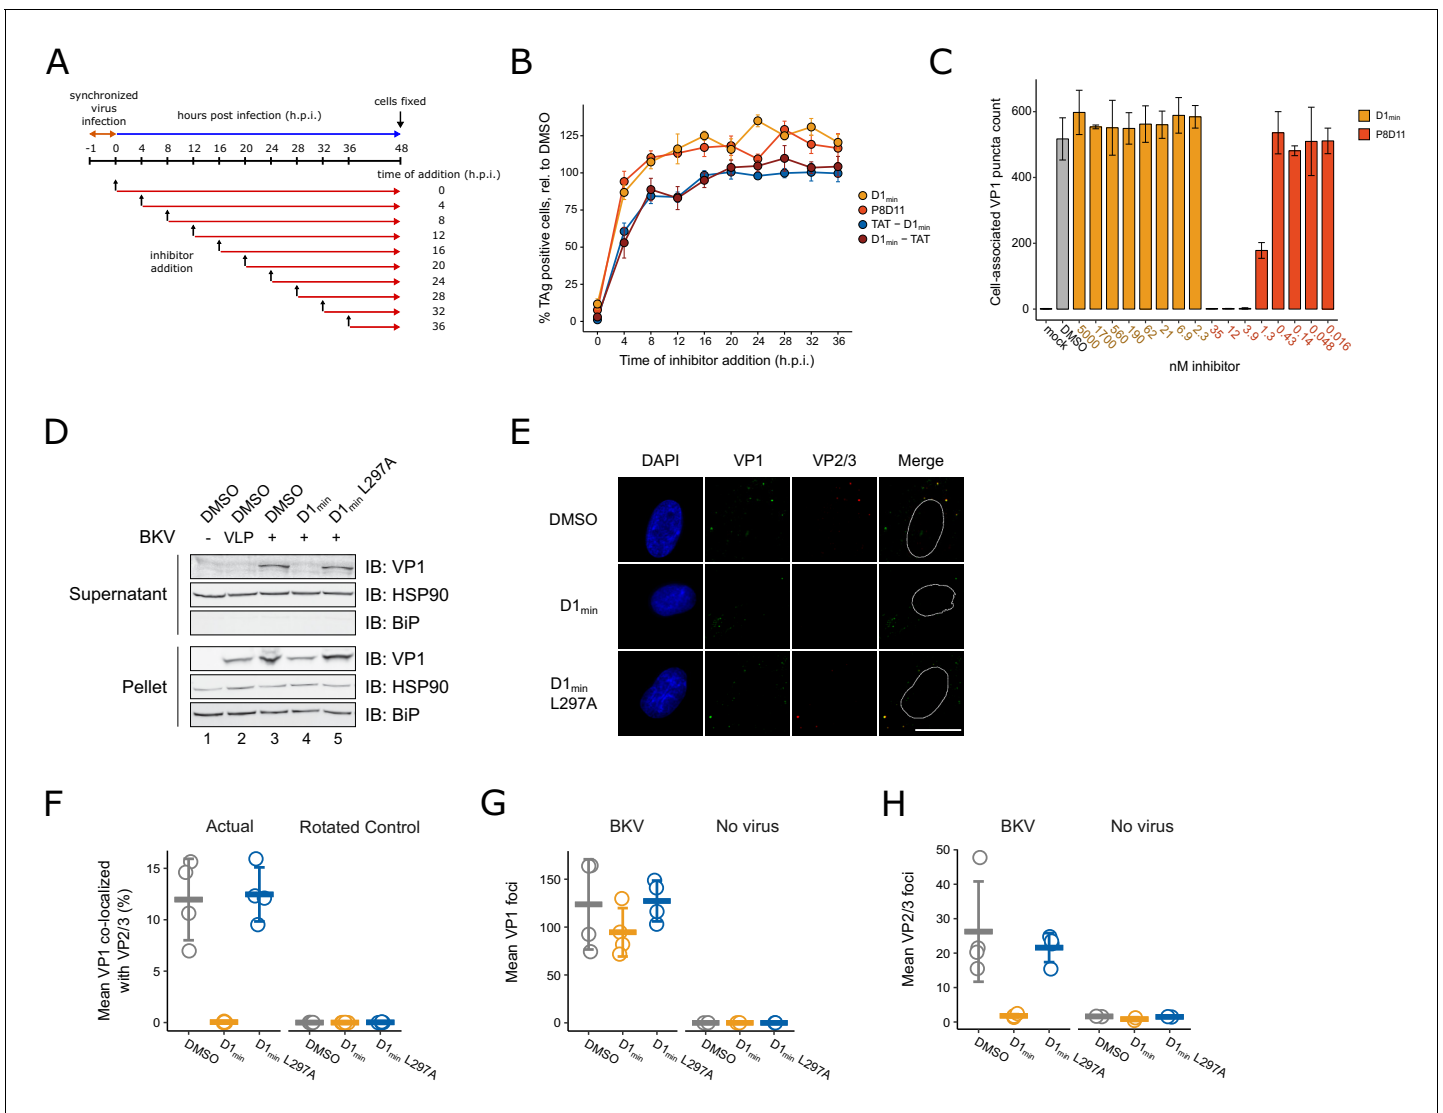 A
synchronized
virus
infection
hours post infection (h.p.i.)
cells fixed
-1 0 4 8 12 16 20 24 28 32 36 48
time of addition (h.p.i.)
0
4
8
12
16
20
24
28
32
36
inhibitor
addition
B
% TAg positive cells, rel. to DMSO
125
100
75
50
25
0
0 4 8 12 16 20 24 28 32 36
Time of inhibitor addition (h.p.i.)
D1min
P8D11
TAT – D1min
D1min – TAT
C
Cell-associated VP1 puncta count
600
400
200
0
mock DMSO 5000 1700 560 190 62 21 6.9 2.3 35 12 3.9 1.3 0.43 0.14 0.048 0.016
nM inhibitor
D1min
P8D11
D
DMSO DMSO DMSO D1min D1min L297A
BKV - VLP + + +
Supernatant
IB: VP1
IB: HSP90
IB: BiP
Pellet
IB: VP1
IB: HSP90
IB: BiP
1 2 3 4 5
E
DAPI VP1 VP2/3 Merge
DMSO
D1min
D1min
L297A
F
Actual Rotated Control
Mean VP1 co-localized
with VP2/3 (%)
15
10
5
0
DMSO D1min D1min L297A DMSO D1min D1min L297A
G
BKV No virus
Mean VP1 foci
150
100
50
0
DMSO D1min D1min L297A DMSO D1min D1min L297A
H
BKV No virus
Mean VP2/3 foci
50
40
30
20
10
0
DMSO D1min D1min L297A DMSO D1min D1min L297A